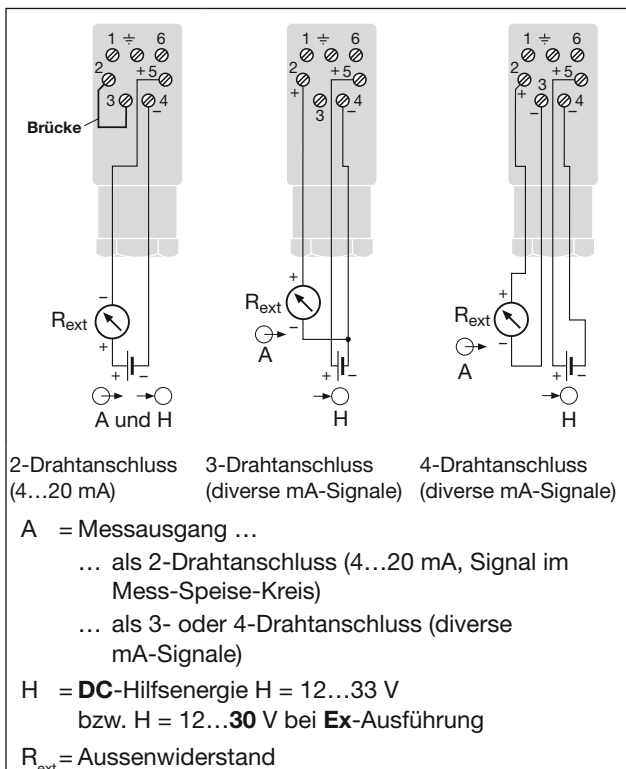 1 ⏚ 6
2 + 5
3 4
−
Brücke
−
R_ext
+
+ −
A und H
1 ⏚ 6
2 + 5
+
3 4
−
+
R_ext
−
A
+ −
H
1 ⏚ 6
2 + 5
+ 3 4
− −
+
R_ext
−
A
+ −
H
2-Drahtanschluss
(4…20 mA)
3-Drahtanschluss
(diverse mA-Signale)
4-Drahtanschluss
(diverse mA-Signale)
A = Messausgang …
… als 2-Drahtanschluss (4…20 mA, Signal im
Mess-Speise-Kreis)
… als 3- oder 4-Drahtanschluss (diverse
mA-Signale)
H = DC-Hilfsenergie H = 12…33 V
bzw. H = 12…30 V bei Ex-Ausführung
R_ext = Aussenwiderstand